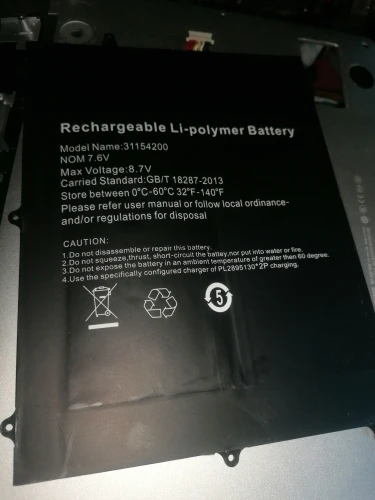 Rechargeable Li-polymer Battery
Model Name:31154200
NOM 7.6V
Max Voltage:8.7V
Carried Standard:GB/T 18287-2013
Store between 0°C-60°C 32°F-140°F
Please refer user manual or follow local ordinance-
and/or regulations for disposal
CAUTION:
1.Do not disassemble or repair this battery.
2.Do not squeeze,thrust, short-circuit the battay,nor put into water or fire.
3.Do not expose the battery in an ambient temperature of greater then 60 degree.
4.Use the specifically configured charger of PL2895130*2P charging.
5